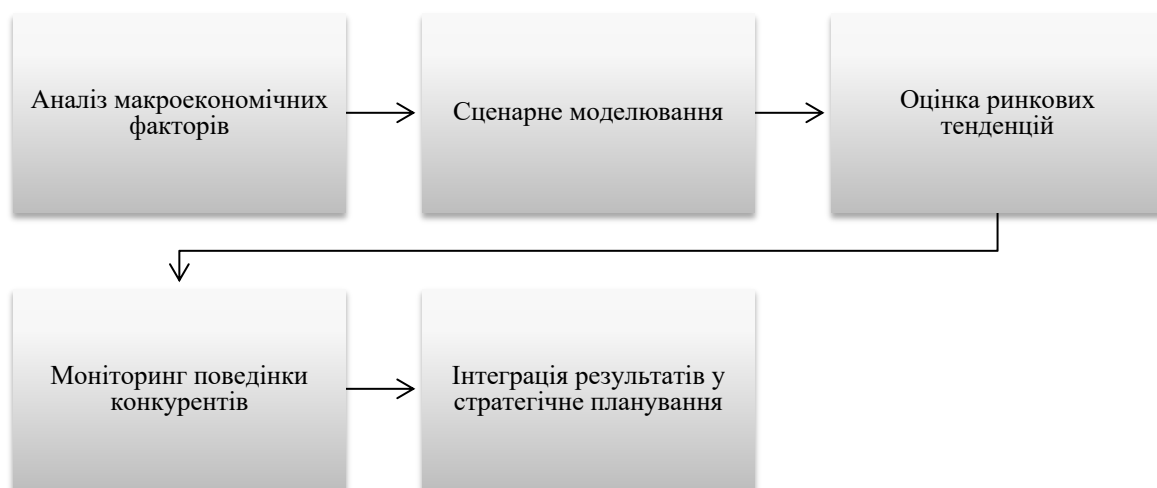 Аналіз макроекономічних
факторів
Сценарне моделювання
Оцінка ринкових
тенденцій
Моніторинг поведінки
конкурентів
Інтеграція результатів у
стратегічне планування